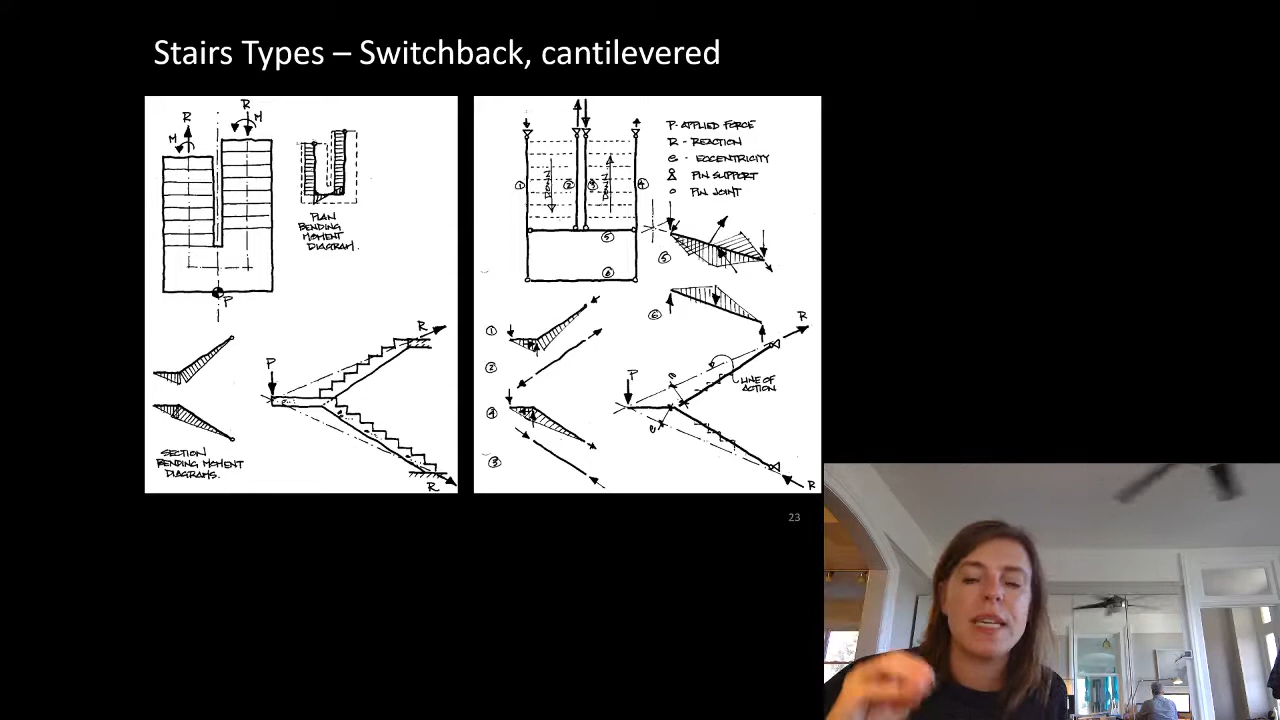 Stairs Types – Switchback, cantilevered
R
R
M
M
P
PLAN
BENDING
MOMENT
DIAGRAM.
P
R
R
SECTION
BENDING MOMENT
DIAGRAMS.
P - APPLIED FORCE
R - REACTION
e - ECCENTRICITY
PIN SUPPORT
PIN JOINT
1
2
3
4
DOWN
5
6
5
6
1
2
4
3
P
R
e
e
LINE OF
ACTION
R
23